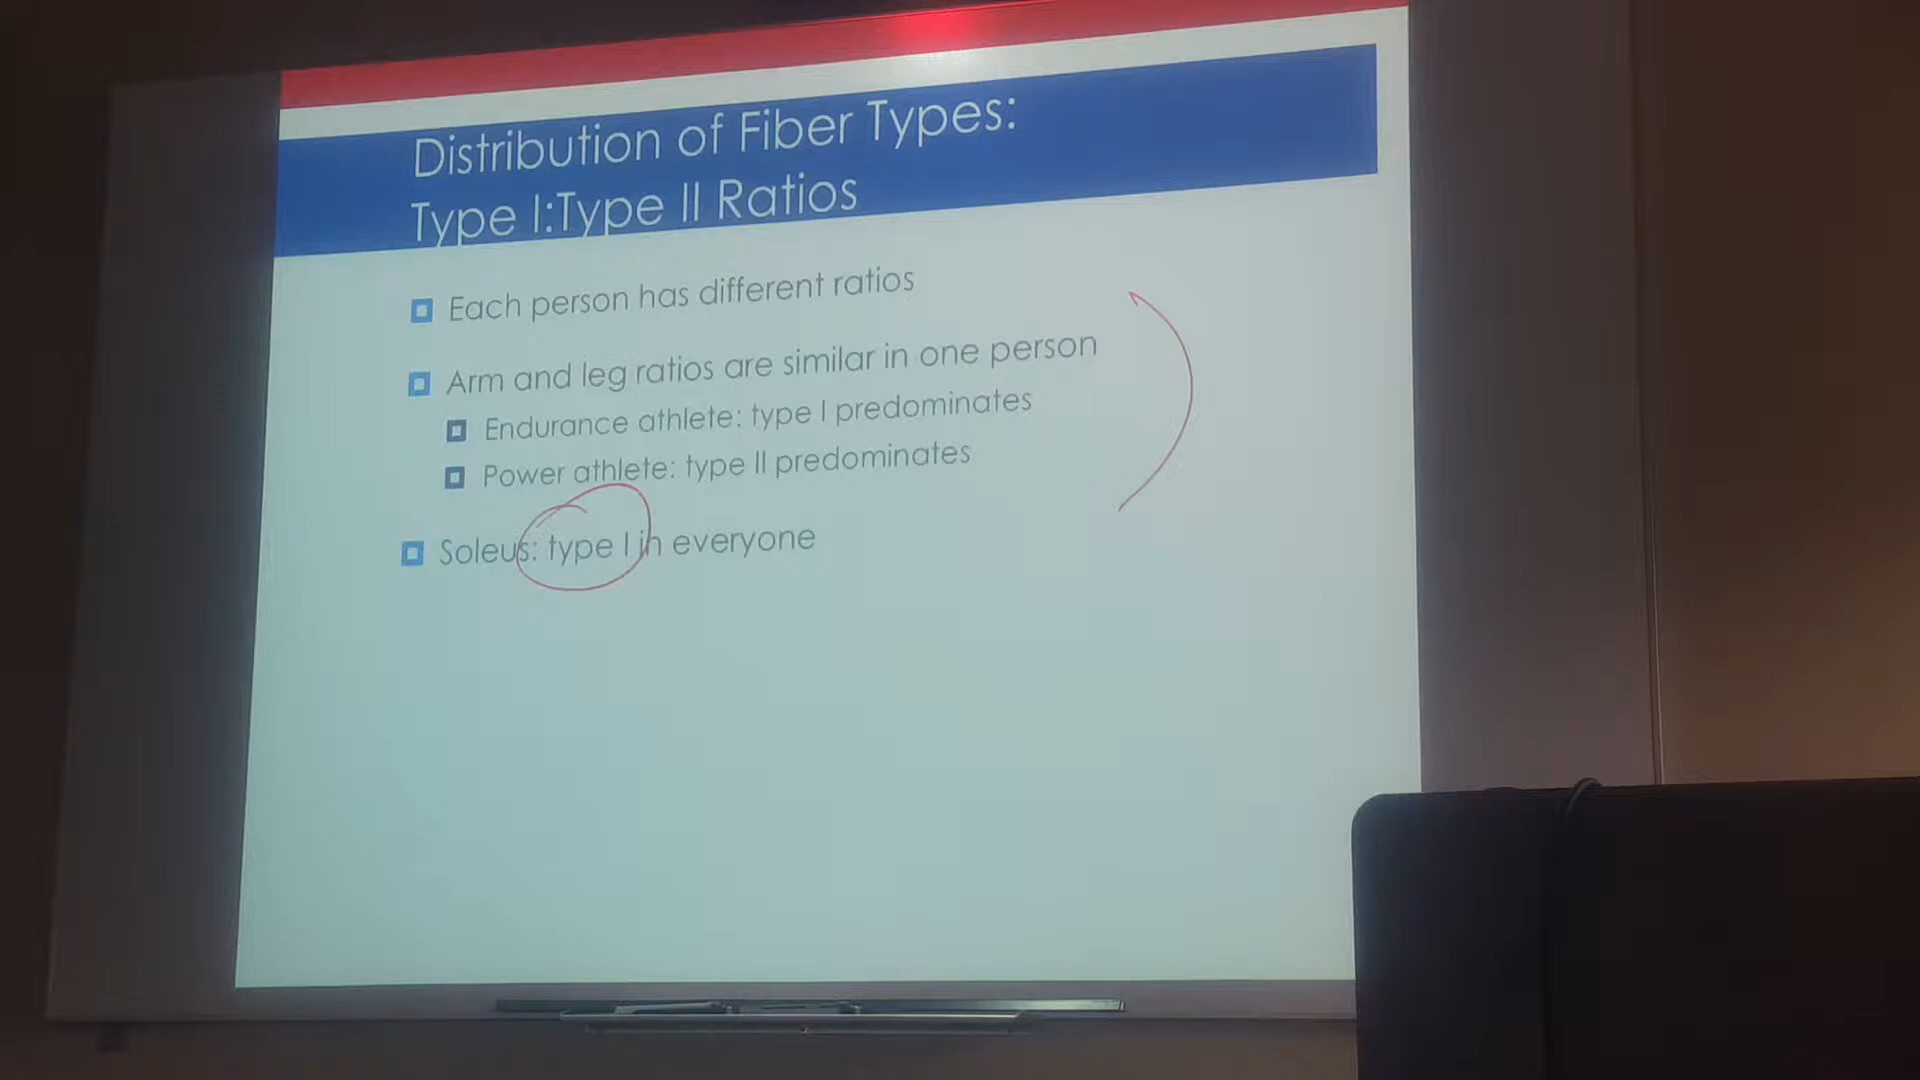 Distribution of Fiber Types:
Type I:Type II Ratios
Each person has different ratios
Arm and leg ratios are similar in one person
Endurance athlete: type I predominates
Power athlete: type II predominates
Soleus: type I in everyone